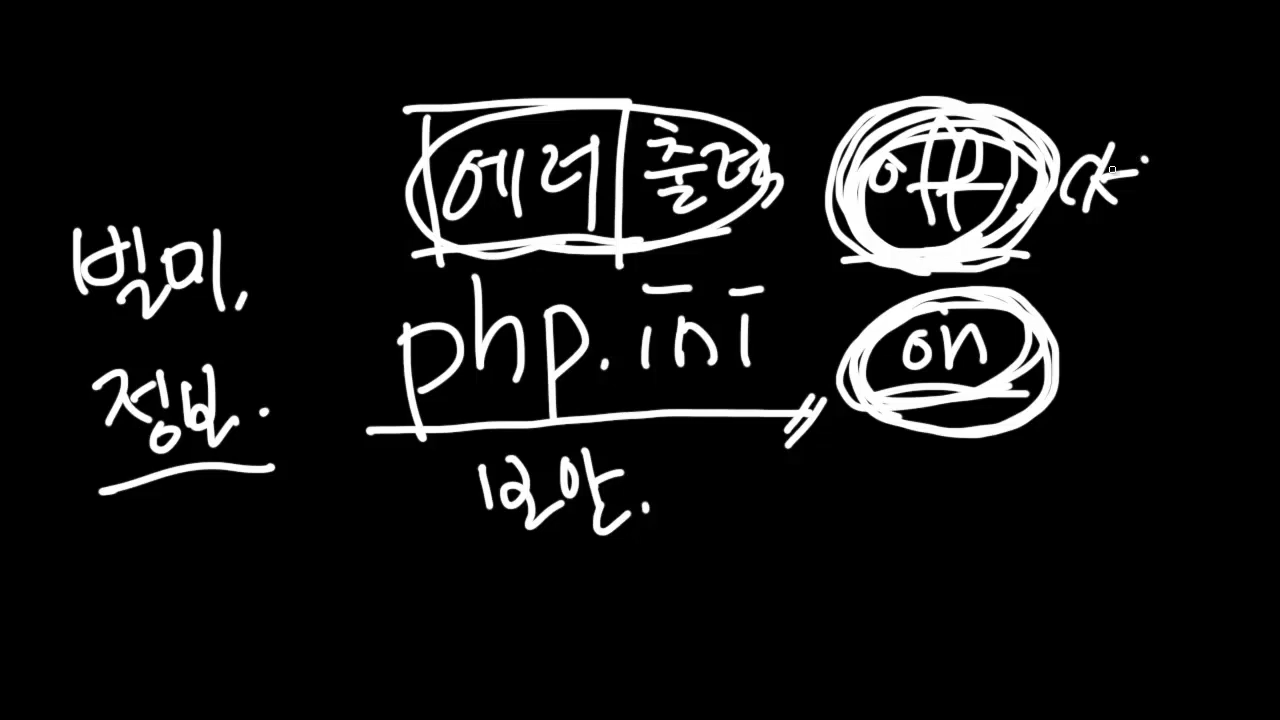 에러 출력 off
빌미,
php.ini on
정보.
보안.